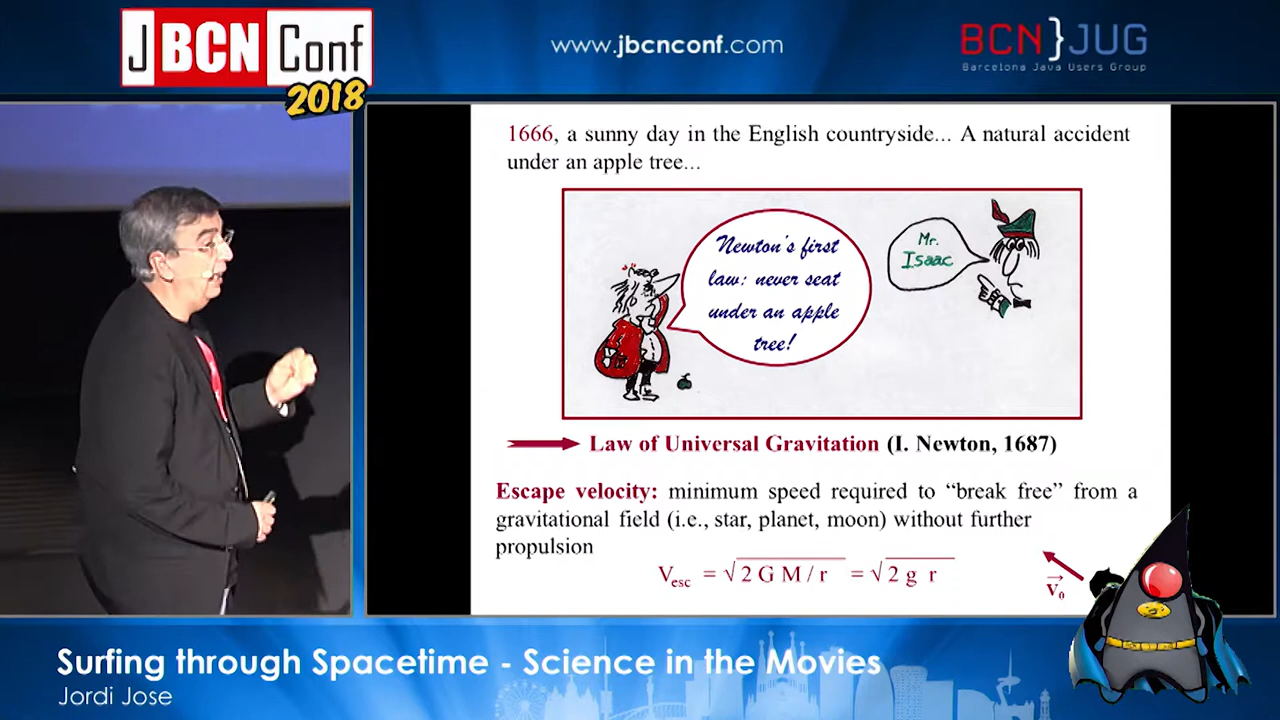 JBCNConf
2018
www.jbcnconf.com
BCN}JUG
Barcelona Java Users Group
1666, a sunny day in the English countryside... A natural accident
under an apple tree...
Newton's first
law: never seat
under an apple
tree!
Mr.
Isaac
Law of Universal Gravitation (I. Newton, 1687)
Escape velocity: minimum speed required to “break free” from a
gravitational field (i.e., star, planet, moon) without further
propulsion
Vesc = √2 G M / r = √2 g r
v0
Surfing through Spacetime - Science in the Movies
Jordi Jose